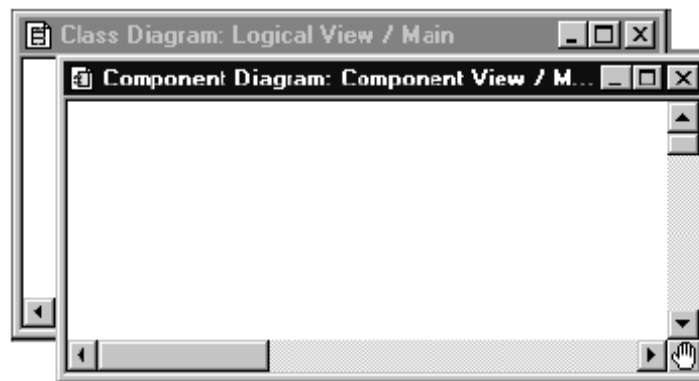 Class Diagram: Logical View / Main
Component Diagram: Component View / M...